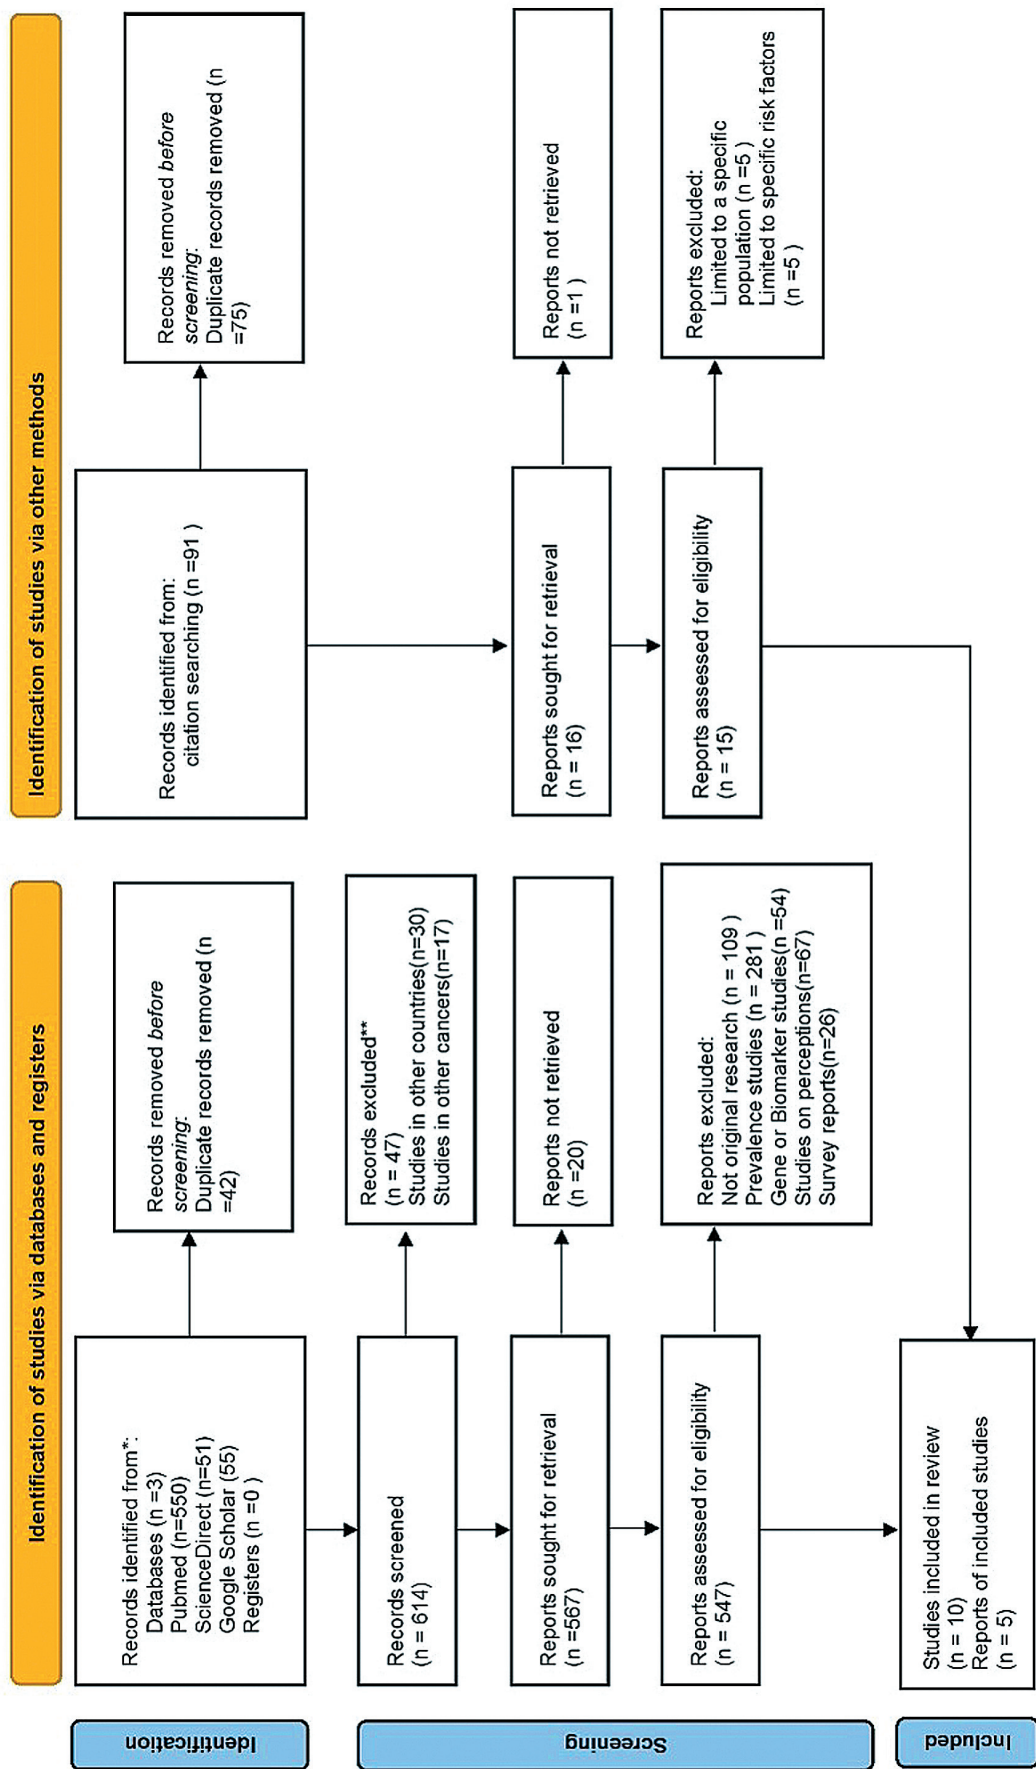 Identification of studies via databases and registers
Identification of studies via other methods
Identification
Records identified from*:
Databases (n =3)
Pubmed (n=550)
ScienceDirect (n=51)
Google Scholar (55)
Registers (n =0 )
Records removed before
screening:
Duplicate records removed (n
=42)
Records identified from:
citation searching (n =91 )
Records removed before
screening:
Duplicate records removed (n
=75)
Screening
Records screened
(n = 614)
Records excluded**
(n = 47)
Studies in other countries(n=30)
Studies in other cancers(n=17)
Reports sought for retrieval
(n =567)
Reports not retrieved
(n =20)
Reports sought for retrieval
(n = 16)
Reports not retrieved
(n =1 )
Reports assessed for eligibility
(n = 547)
Reports excluded:
Not original research (n = 109 )
Prevalence studies (n = 281 )
Gene or Biomarker studies(n =54)
Studies on perceptions(n=67)
Survey reports(n=26)
Reports assessed for eligibility
(n = 15)
Reports excluded:
Limited to a specific
population (n =5 )
Limited to specific risk factors
(n =5 )
Included
Studies included in review
(n = 10)
Reports of included studies
(n = 5)